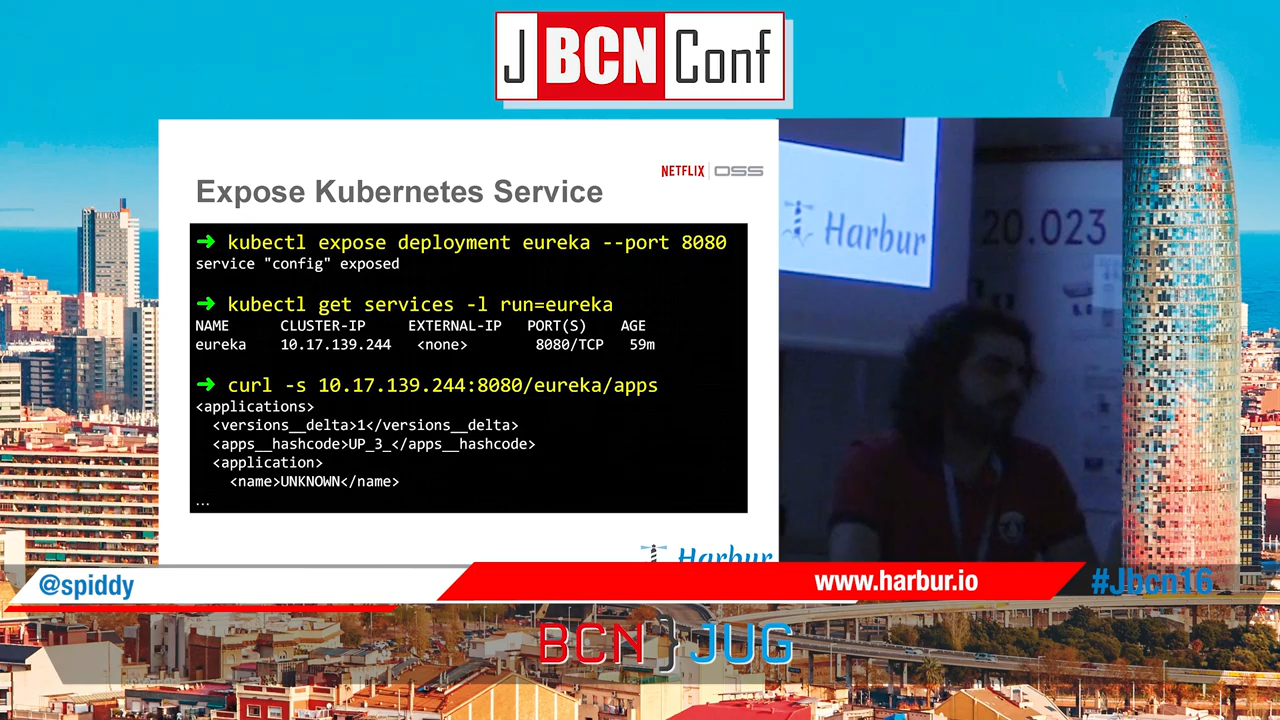 JBCNConf
NETFLIX OSS
Expose Kubernetes Service
➜ kubectl expose deployment eureka --port 8080
service "config" exposed
➜ kubectl get services -l run=eureka
NAME CLUSTER-IP EXTERNAL-IP PORT(S) AGE
eureka 10.17.139.244 <none> 8080/TCP 59m
➜ curl -s 10.17.139.244:8080/eureka/apps
<applications>
<versions__delta>1</versions__delta>
<apps__hashcode>UP_3_</apps__hashcode>
<application>
<name>UNKNOWN</name>
...
Harbur
Harbur
20.023
@spiddy
www.harbur.io
#Jbcn16
BCN JUG